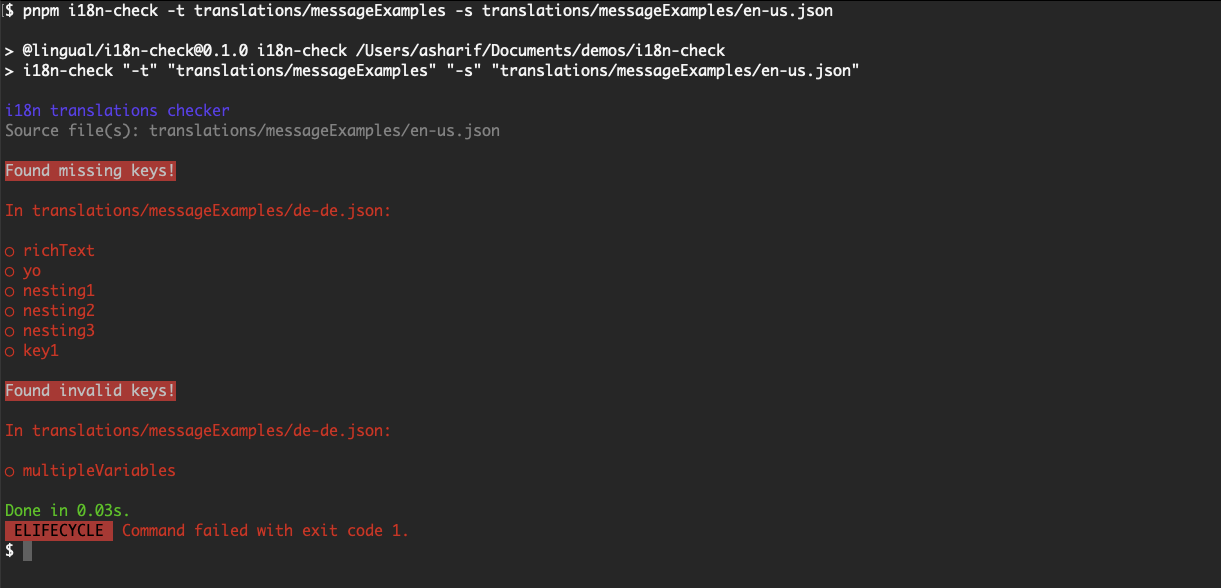 $ pnpm i18n-check -t translations/messageExamples -s translations/messageExamples/en-us.json
> @lingual/i18n-check@0.1.0 i18n-check /Users/asharif/Documents/demos/i18n-check
> i18n-check "-t" "translations/messageExamples" "-s" "translations/messageExamples/en-us.json"
i18n translations checker
Source file(s): translations/messageExamples/en-us.json
Found missing keys!
In translations/messageExamples/de-de.json:
○ richText
○ yo
○ nesting1
○ nesting2
○ nesting3
○ key1
Found invalid keys!
In translations/messageExamples/de-de.json:
○ multipleVariables
Done in 0.03s.
ELIFECYCLE Command failed with exit code 1.
$